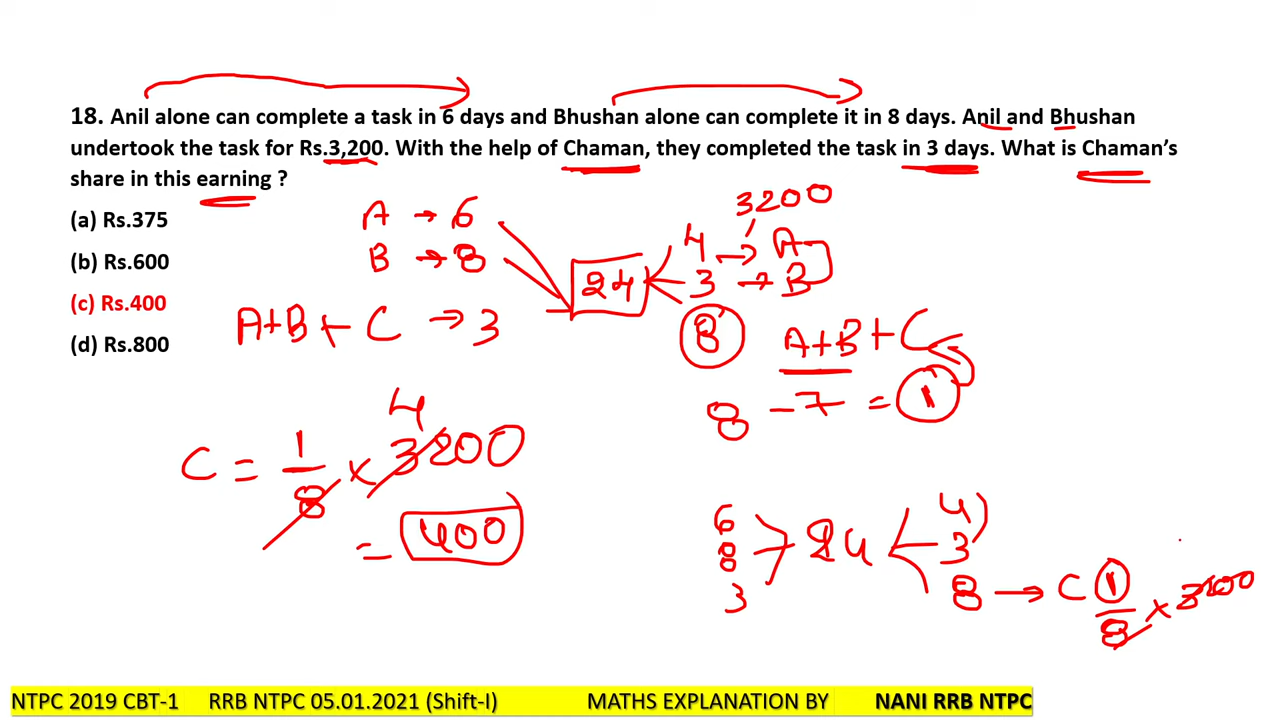 18. Anil alone can complete a task in 6 days and Bhushan alone can complete it in 8 days. Anil and Bhushan
undertook the task for Rs.3,200. With the help of Chaman, they completed the task in 3 days. What is Chaman's
share in this earning ?
(a) Rs.375
(b) Rs.600
(c) Rs.400
(d) Rs.800
3200
A → 6
B → 8
24
4 → A
3 → B
8
A+B+C → 3
A+B+C
8 - 7 = 1
C = 1/8 × 3200
4
= 400
6
8
3
24
4
3
8 → C 1/8 × 3200
NTPC 2019 CBT-1 RRB NTPC 05.01.2021 (Shift-I) MATHS EXPLANATION BY NANI RRB NTPC